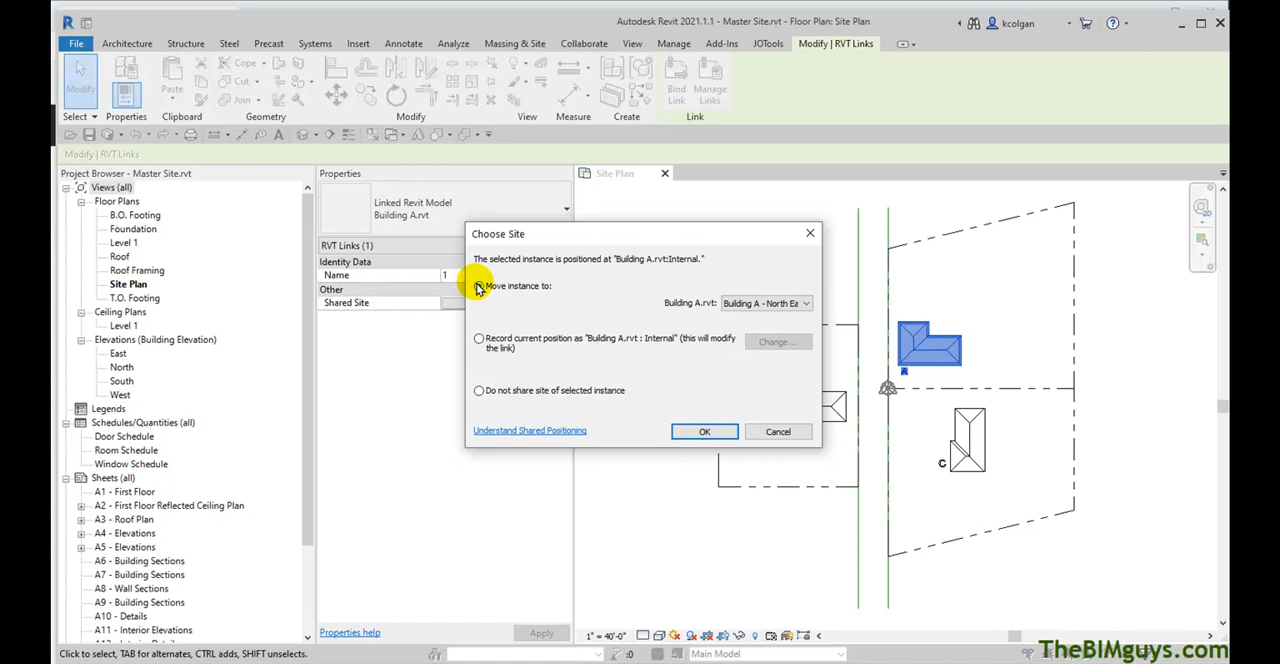 Autodesk Revit 2021.1.1 - Master Site.rvt - Floor Plan: Site Plan
kcolgan
File Architecture Structure Steel Precast Systems Insert Annotate Analyze Massing & Site Collaborate View Manage Add-Ins JOTools Modify | RVT Links
Modify
Paste
Cope
Cut
Join
Bind Link
Manage Links
Select Properties Clipboard Geometry Modify View Measure Create Link
Modify | RVT Links
Project Browser - Master Site.rvt
Views (all)
Floor Plans
B.O. Footing
Foundation
Level 1
Roof
Roof Framing
Site Plan
T.O. Footing
Ceiling Plans
Level 1
Elevations (Building Elevation)
East
North
South
West
Legends
Schedules/Quantities (all)
Door Schedule
Room Schedule
Window Schedule
Sheets (all)
A1 - First Floor
A2 - First Floor Reflected Ceiling Plan
A3 - Roof Plan
A4 - Elevations
A5 - Elevations
A6 - Building Sections
A7 - Building Sections
A8 - Wall Sections
A9 - Building Sections
A10 - Details
A11 - Interior Elevations
Properties
Linked Revit Model
Building A.rvt
RVT Links (1)
Identity Data
Name 1
Other
Shared Site
Properties help
Apply
Site Plan
Choose Site
The selected instance is positioned at "Building A.rvt:Internal."
Move instance to:
Building A.rvt: Building A - North Ea
Record current position as "Building A.rvt : Internal" (this will modify
the link)
Change...
Do not share site of selected instance
Understand Shared Positioning
OK
Cancel
A
C
1" = 40'-0"
Click to select, TAB for alternates, CTRL adds, SHIFT unselects.
:0
Main Model
TheBIMguys.com